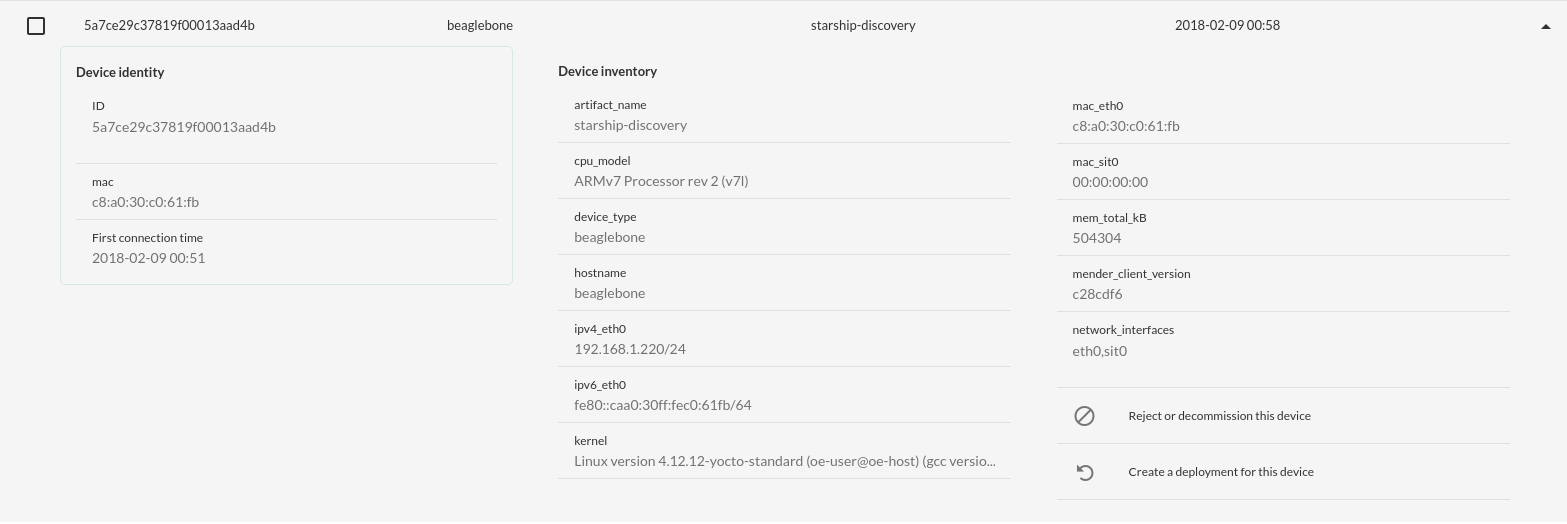 5a7ce29c37819f00013aad4b beaglebone starship-discovery 2018-02-09 00:58
Device identity
ID
5a7ce29c37819f00013aad4b
mac
c8:a0:30:c0:61:fb
First connection time
2018-02-09 00:51
Device inventory
artifact_name
starship-discovery
cpu_model
ARMv7 Processor rev 2 (v7l)
device_type
beaglebone
hostname
beaglebone
ipv4_eth0
192.168.1.220/24
ipv6_eth0
fe80::caa0:30ff:fec0:61fb/64
kernel
Linux version 4.12.12-yocto-standard (oe-user@oe-host) (gcc versio...
mac_eth0
c8:a0:30:c0:61:fb
mac_sit0
00:00:00:00
mem_total_kB
504304
mender_client_version
c28cdf6
network_interfaces
eth0,sit0
Reject or decommission this device
Create a deployment for this device